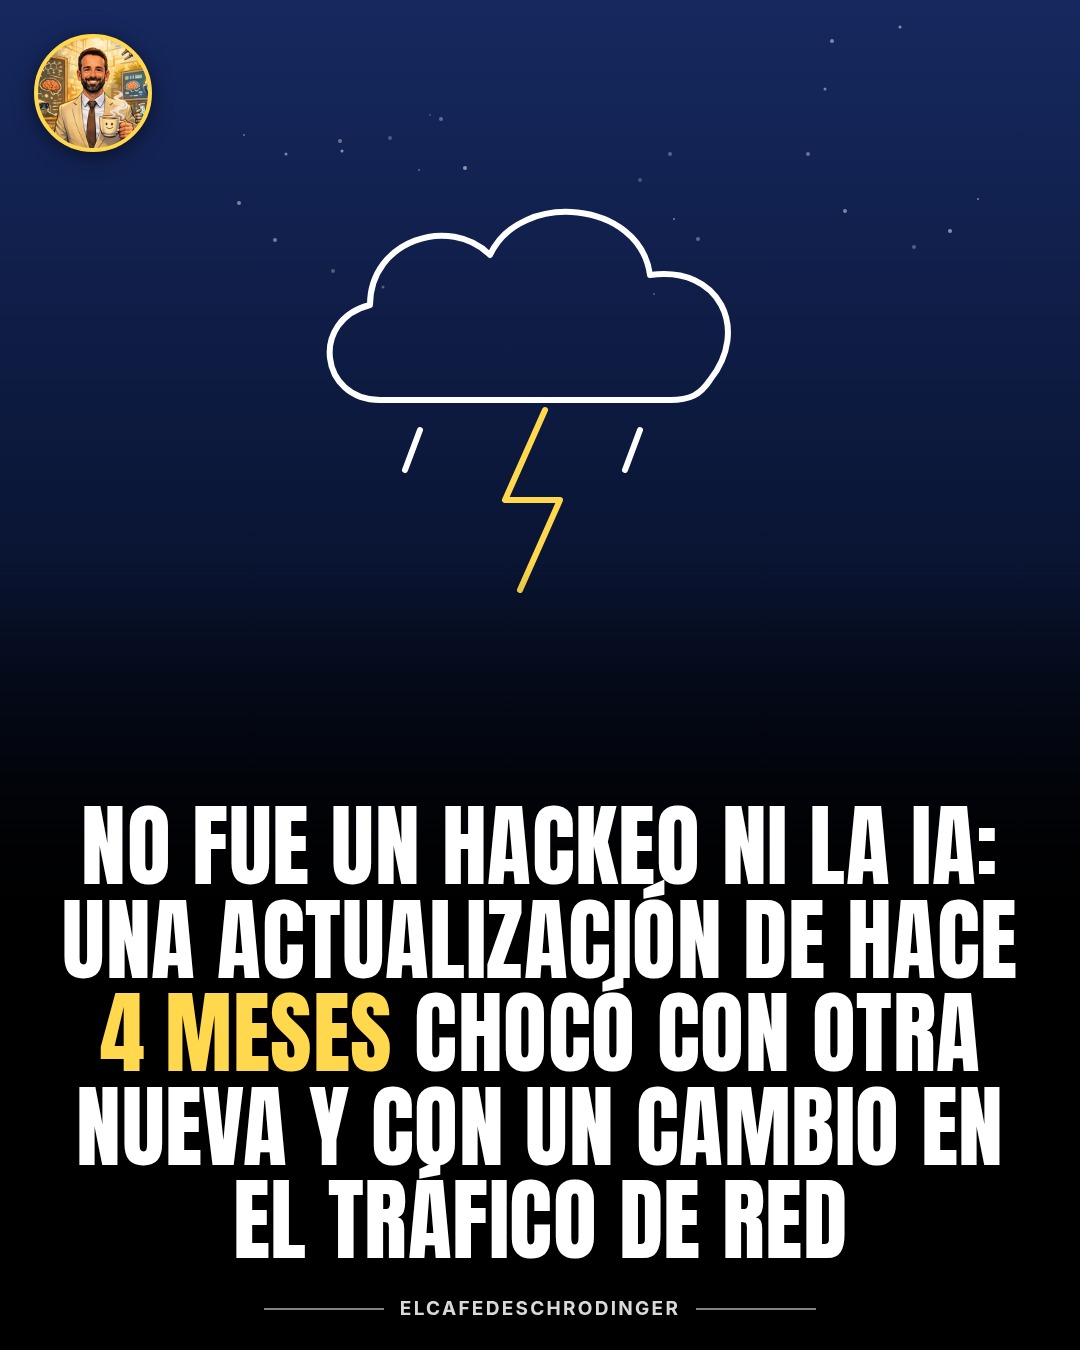 NO FUE UN HACKEO NI LA IA:
UNA ACTUALIZACIÓN DE HACE
4 MESES CHOCÓ CON OTRA
NUEVA Y CON UN CAMBIO EN
EL TRÁFICO DE RED
ELCAFEDESCHRODINGER